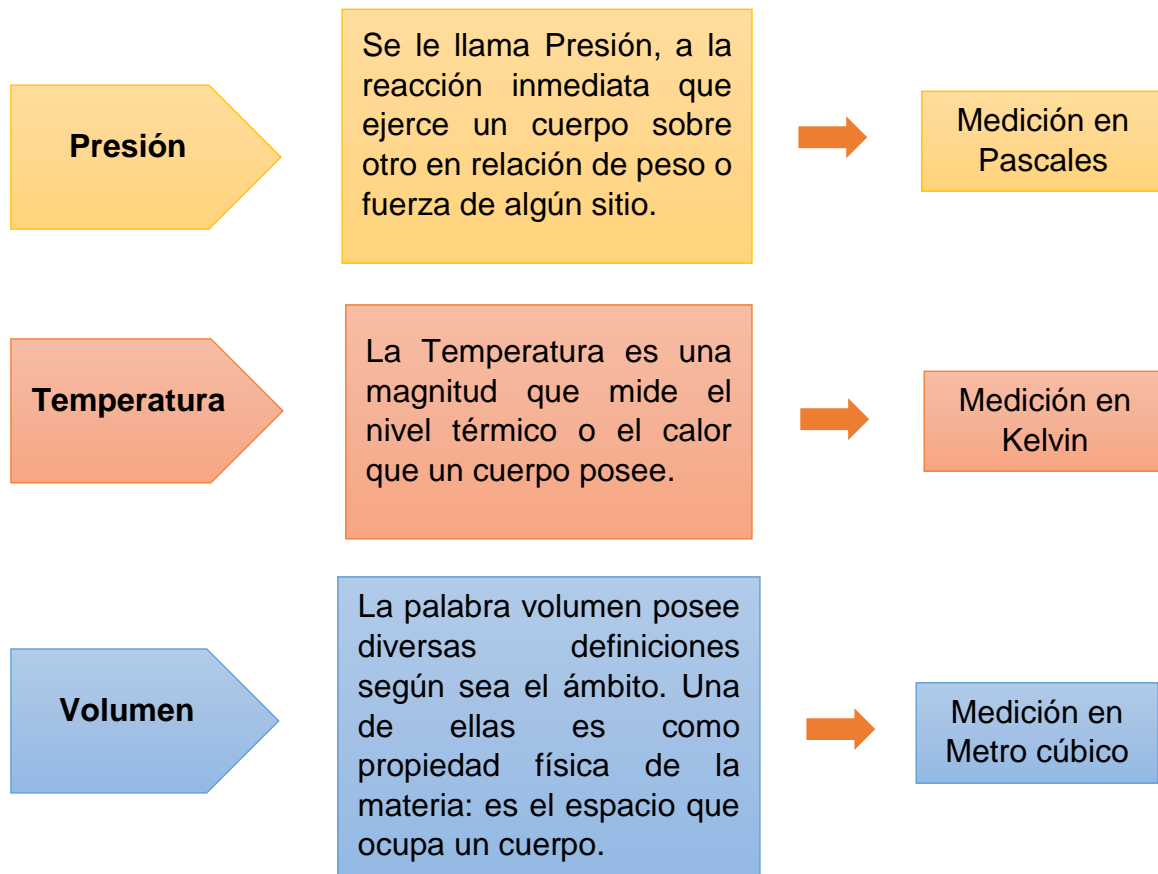 Presión
Se le llama Presión, a la
reacción inmediata que
ejerce un cuerpo sobre
otro en relación de peso o
fuerza de algún sitio.
Medición en
Pascales
Temperatura
La Temperatura es una
magnitud que mide el
nivel térmico o el calor
que un cuerpo posee.
Medición en
Kelvin
Volumen
La palabra volumen posee
diversas definiciones
según sea el ámbito. Una
de ellas es como
propiedad física de la
materia: es el espacio que
ocupa un cuerpo.
Medición en
Metro cúbico